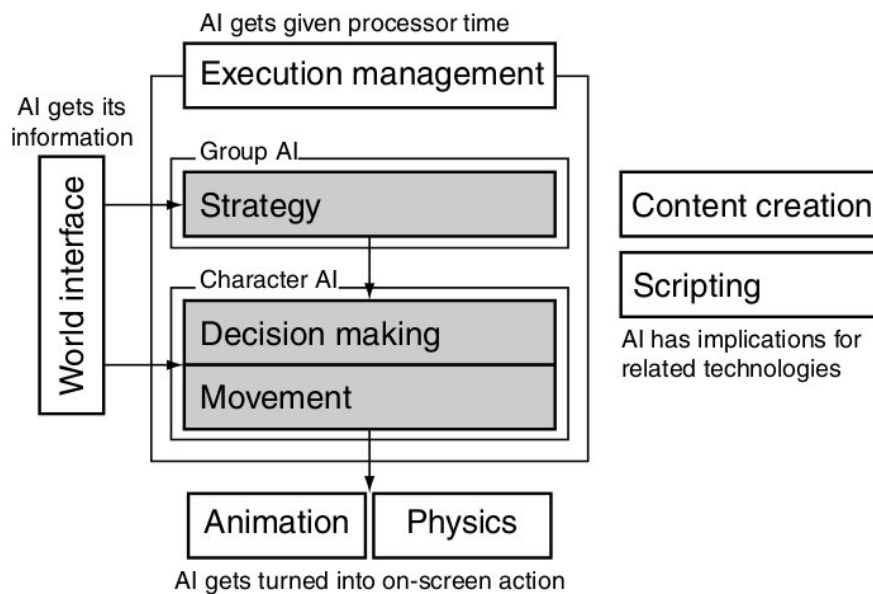 AI gets given processor time
Execution management
AI gets its
information
World interface
Group AI
Strategy
Character AI
Decision making
Movement
Animation
Physics
AI gets turned into on-screen action
Content creation
Scripting
AI has implications for
related technologies